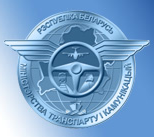 РЭСПУБЛІКА БЕЛАРУСЬ
МІНІСТЭРСТВА ТРАНСПАРТУ І КАМУНІКАЦЫЙ